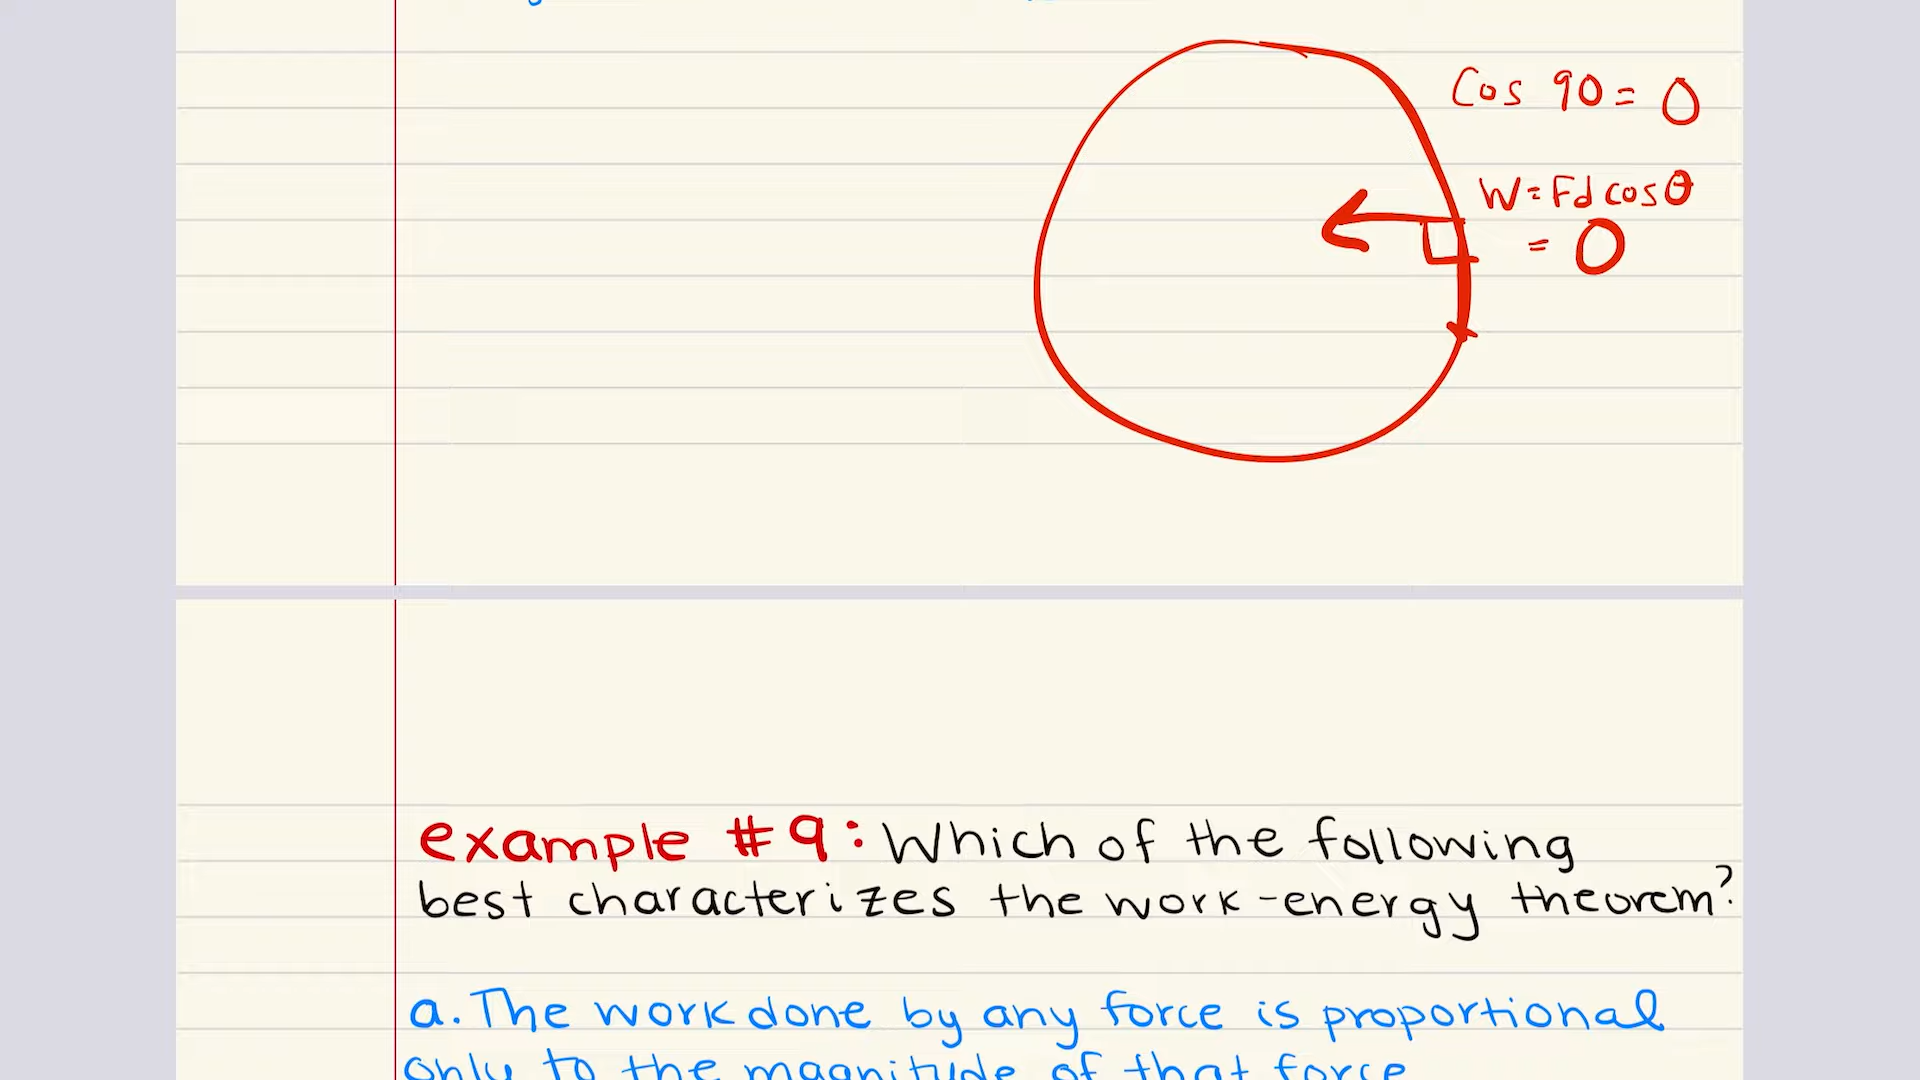 Cos 90 = 0
W = Fd cosθ
= 0
example #9: Which of the following
best characterizes the work-energy theorem?
a. The work done by any force is proportional
only to the magnitude of that force